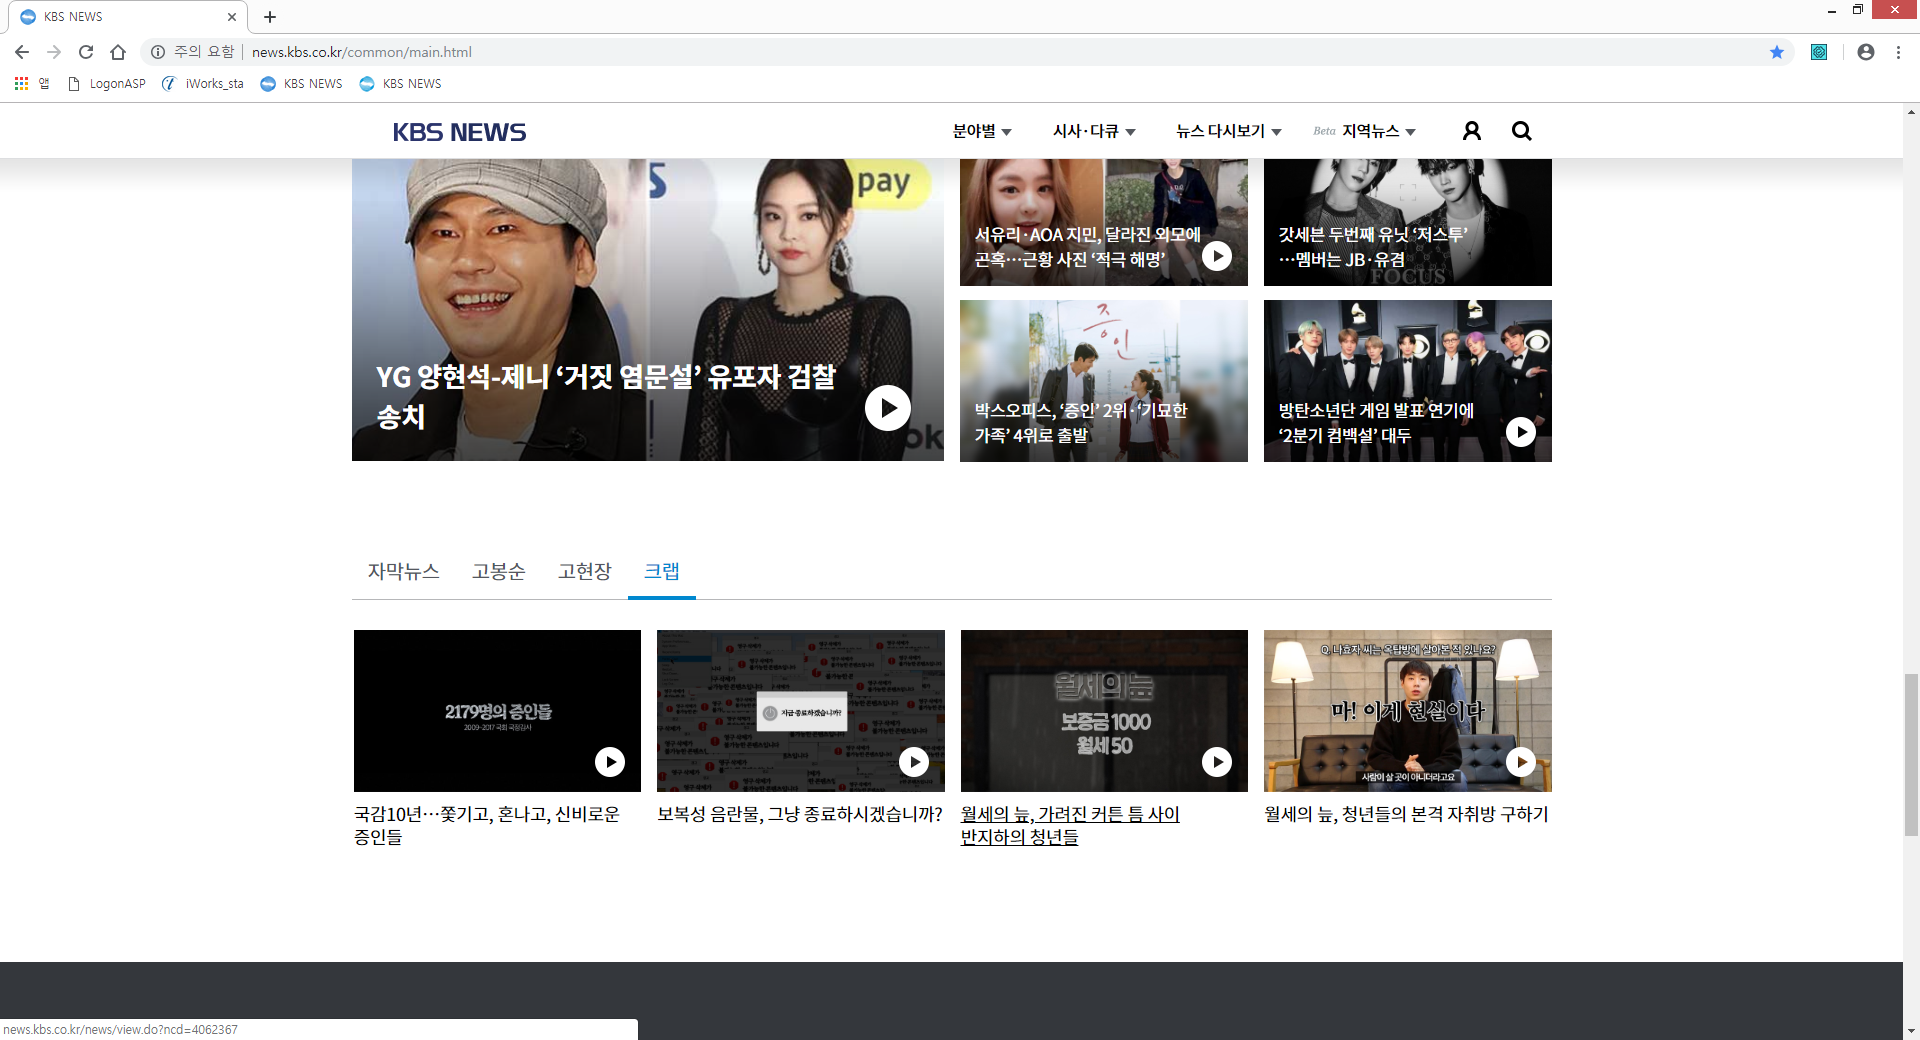 KBS NEWS
주의 요함
news.kbs.co.kr/common/main.html
앱
LogonASP
iWorks_sta
KBS NEWS
KBS NEWS
KBS NEWS
분야별
시사·다큐
뉴스 다시보기
Beta 지역뉴스
S
pay
YG 양현석-제니 ‘거짓 염문설’ 유포자 검찰
송치
서유리·AOA 지민, 달라진 외모에
곤혹…근황 사진 ‘적극 해명’
갓세븐 두번째 유닛 ‘저스투’
…멤버는 JB·유겸
FOCUS
증인
박스오피스, ‘증인’ 2위·‘기묘한
가족’ 4위로 출발
방탄소년단 게임 발표 연기에
‘2분기 컴백설’ 대두
자막뉴스
고봉순
고현장
크랩
2179명의 증인들
2009-2017 국회 국정감사
지금 종료하겠습니까?
월세의 늪
보증금 1000
월세 50
Q. 나효자 씨는 옥탑방에 살아본 적 있나요?
마! 이게 현실이다
사람이 살 곳이 아니더라고요
국감10년…쫓기고, 혼나고, 신비로운
증인들
보복성 음란물, 그냥 종료하시겠습니까?
월세의 늪, 가려진 커튼 틈 사이
반지하의 청년들
월세의 늪, 청년들의 본격 자취방 구하기
news.kbs.co.kr/news/view.do?ncd=4062367